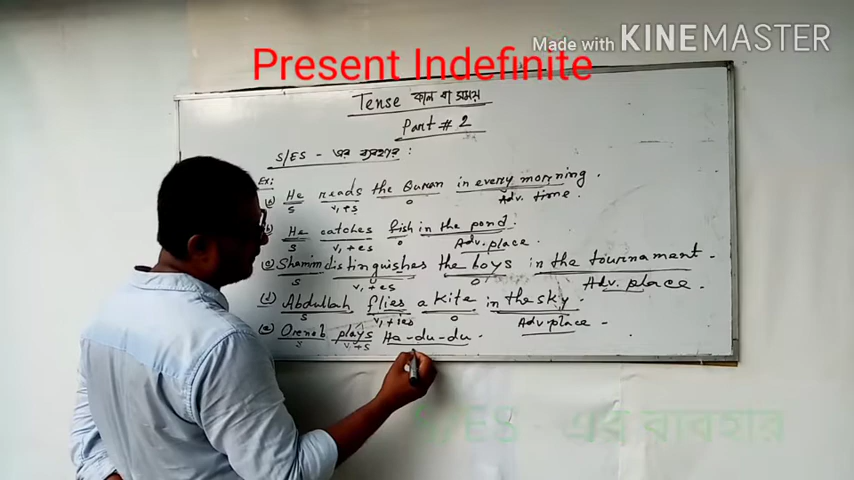 Made with KINEMASTER
Present Indefinite
Tense কাল বা সময়
Part # 2
S/ES - এর ব্যবহার :
Ex:
(a) He reads the Quran in every morning.
S V₁+s O Adv. time.
(b) He catches fish in the pond.
S V₁+es O Adv. place.
(c) Shamim distinguishes the boys in the tournament.
S V₁+es O Adv. place.
(d) Abdullah flies a kite in the sky.
S V₁+ies O Adv place
(e) Orenab plays Ha-du-du.
S V₁+s
S/ES - এর ব্যবহার